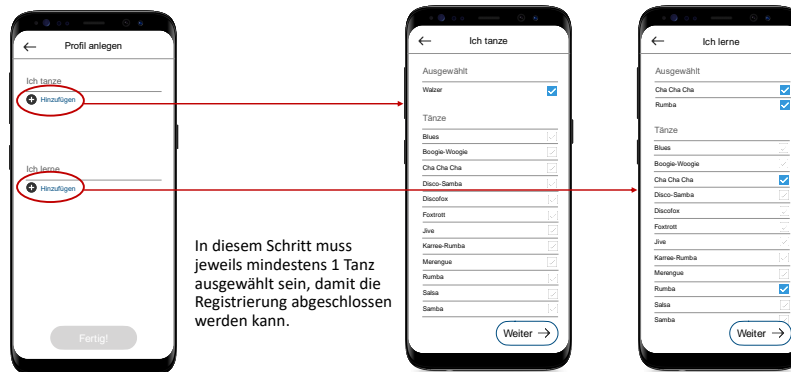 Profil anlegen
Ich tanze
Hinzufügen
Ich lerne
Hinzufügen
Fertig!
In diesem Schritt muss
jeweils mindestens 1 Tanz
ausgewählt sein, damit die
Registrierung abgeschlossen
werden kann.
Ich tanze
Ausgewählt
Walzer
Tänze
Blues
Boogie-Woogie
Cha Cha Cha
Disco-Samba
Discofox
Foxtrott
Jive
Karree-Rumba
Merengue
Rumba
Salsa
Samba
Weiter
Ich lerne
Ausgewählt
Cha Cha Cha
Rumba
Tänze
Blues
Boogie-Woogie
Cha Cha Cha
Disco-Samba
Discofox
Foxtrott
Jive
Karree-Rumba
Merengue
Rumba
Salsa
Samba
Weiter